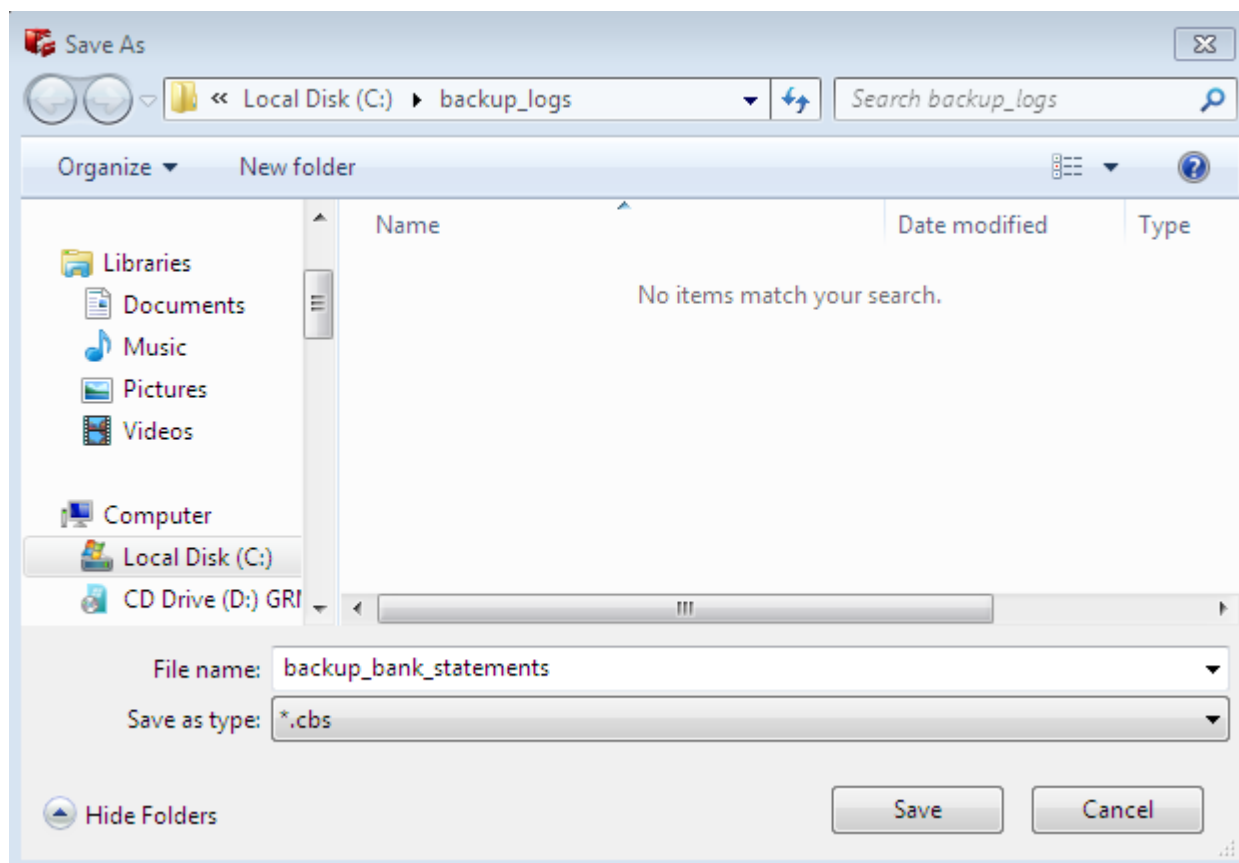 Save As
« Local Disk (C:) ▸ backup_logs Search backup_logs
Organize New folder
Name Date modified Type
Libraries
No items match your search.
Documents
Music
Pictures
Videos
Computer
Local Disk (C:)
CD Drive (D:)
File name: backup_bank_statements
Save as type: *.cbs
Hide Folders Save Cancel